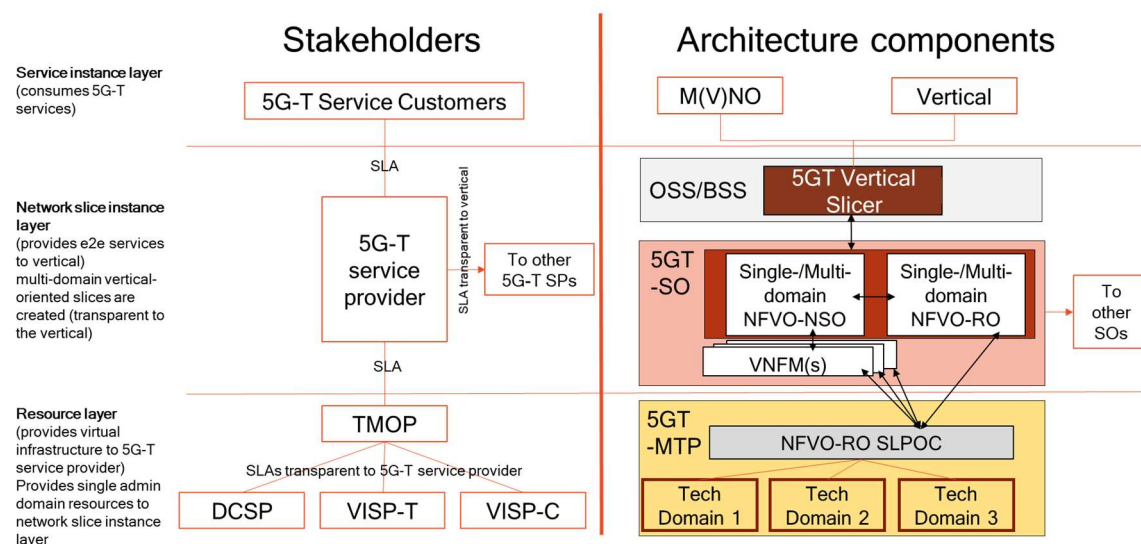 Stakeholders
Architecture components
Service instance layer
(consumes 5G-T
services)
5G-T Service Customers
M(V)NO
Vertical
SLA
Network slice instance
layer
(provides e2e services
to vertical)
multi-domain vertical-
oriented slices are
created (transparent to
the vertical)
5G-T
service
provider
SLA transparent to vertical
To other
5G-T SPs
OSS/BSS
5GT Vertical
Slicer
5GT
-SO
Single-/Multi-
domain
NFVO-NSO
Single-/Multi-
domain
NFVO-RO
To
other
SOs
VNFM(s)
SLA
Resource layer
(provides virtual
infrastructure to 5G-T
service provider)
Provides single admin
domain resources to
network slice instance
layer
TMOP
SLAs transparent to 5G-T service provider
DCSP
VISP-T
VISP-C
5GT
-MTP
NFVO-RO SLPOC
Tech
Domain 1
Tech
Domain 2
Tech
Domain 3